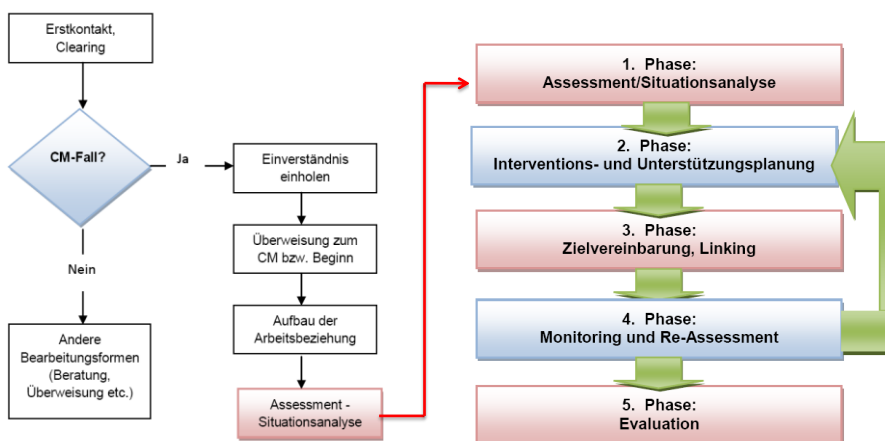 Erstkontakt,
Clearing
CM-Fall?
Ja
Nein
Andere
Bearbeitungsformen
(Beratung,
Überweisung etc.)
Einverständnis
einholen
Überweisung zum
CM bzw. Beginn
Aufbau der
Arbeitsbeziehung
Assessment -
Situationsanalyse
1. Phase:
Assessment/Situationsanalyse
2. Phase:
Interventions- und Unterstützungsplanung
3. Phase:
Zielvereinbarung, Linking
4. Phase:
Monitoring und Re-Assessment
5. Phase:
Evaluation